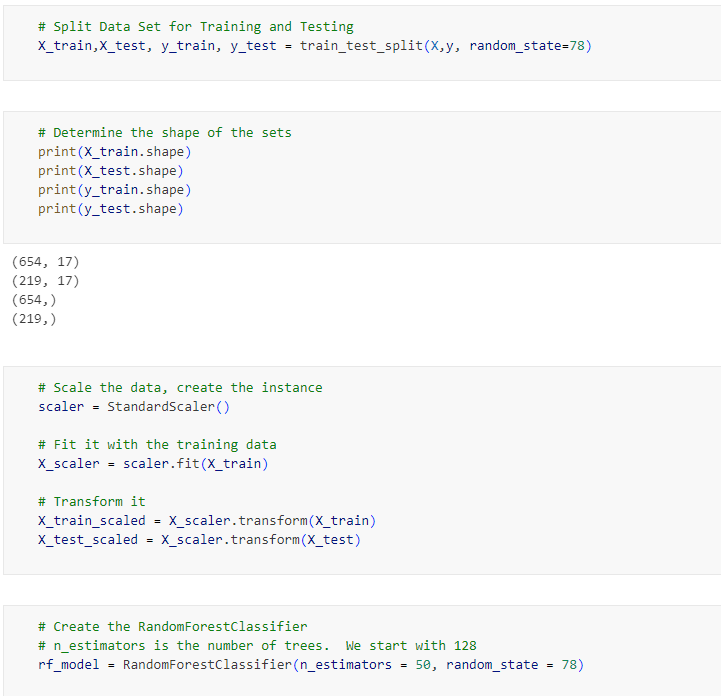 # Split Data Set for Training and Testing
X_train,X_test, y_train, y_test = train_test_split(X,y, random_state=78)
# Determine the shape of the sets
print(X_train.shape)
print(X_test.shape)
print(y_train.shape)
print(y_test.shape)
(654, 17)
(219, 17)
(654,)
(219,)
# Scale the data, create the instance
scaler = StandardScaler()
# Fit it with the training data
X_scaler = scaler.fit(X_train)
# Transform it
X_train_scaled = X_scaler.transform(X_train)
X_test_scaled = X_scaler.transform(X_test)
# Create the RandomForestClassifier
# n_estimators is the number of trees.  We start with 128
rf_model = RandomForestClassifier(n_estimators = 50, random_state = 78)